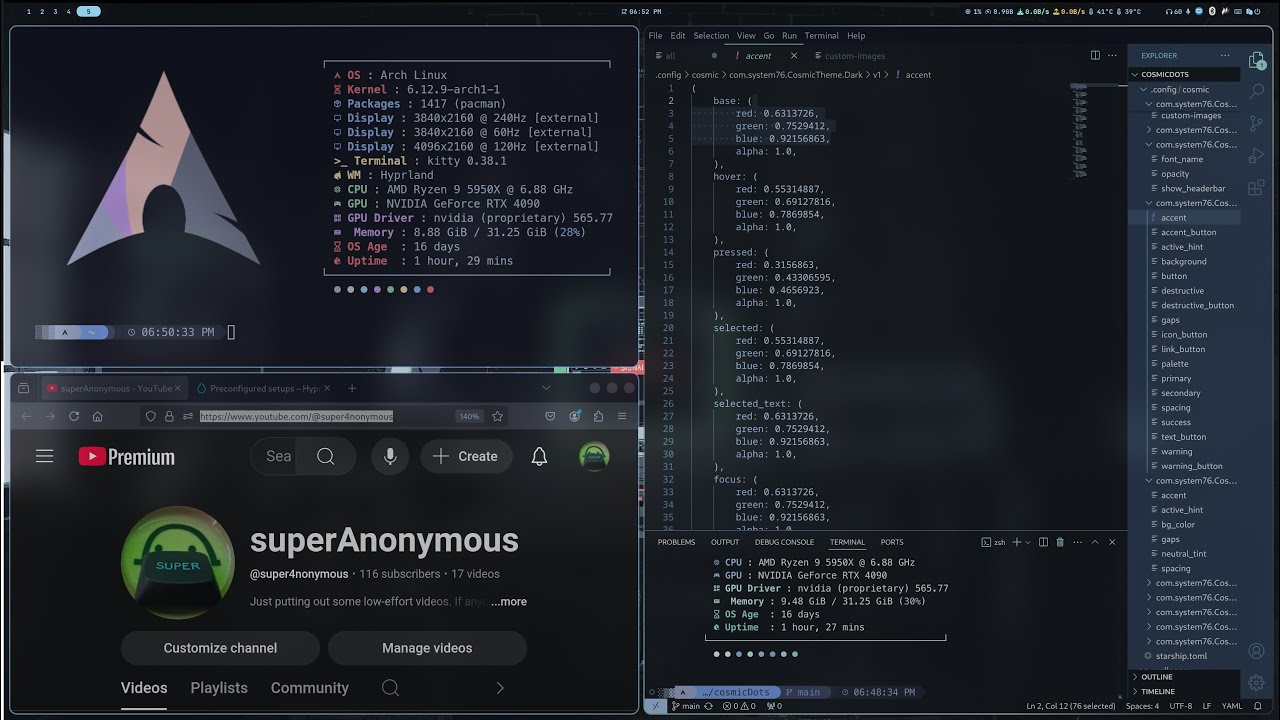 1 2 3 4 5
06:52 PM
1% 8.9GB 0.0B/s 0.0B/s 41°C 39°C
60
OS : Arch Linux
Kernel : 6.12.9-arch1-1
Packages : 1417 (pacman)
Display : 3840x2160 @ 240Hz [external]
Display : 3840x2160 @ 60Hz [external]
Display : 4096x2160 @ 120Hz [external]
>_ Terminal : kitty 0.38.1
WM : Hyprland
CPU : AMD Ryzen 9 5950X @ 6.88 GHz
GPU : NVIDIA GeForce RTX 4090
GPU Driver : nvidia (proprietary) 565.77
Memory : 8.88 GiB / 31.25 GiB (28%)
OS Age : 16 days
Uptime : 1 hour, 29 mins
~ 06:50:33 PM
superAnonymous - YouTube
Preconfigured setups – Hyp
https://www.youtube.com/@super4nonymous
140%
Premium
Sea
Create
SUPER
superAnonymous
@super4nonymous · 116 subscribers · 17 videos
Just putting out some low-effort videos. If any ...more
Customize channel
Manage videos
Videos Playlists Community
File Edit Selection View Go Run Terminal Help
all
! accent
custom-images
.config > cosmic > com.system76.CosmicTheme.Dark > v1 > ! accent
1 (
2 base: (
3 red: 0.6313726,
4 green: 0.7529412,
5 blue: 0.92156863,
6 alpha: 1.0,
7 ),
8 hover: (
9 red: 0.55314887,
10 green: 0.69127816,
11 blue: 0.7869854,
12 alpha: 1.0,
13 ),
14 pressed: (
15 red: 0.3156863,
16 green: 0.43306595,
17 blue: 0.4656923,
18 alpha: 1.0,
19 ),
20 selected: (
21 red: 0.55314887,
22 green: 0.69127816,
23 blue: 0.7869854,
24 alpha: 1.0,
25 ),
26 selected_text: (
27 red: 0.6313726,
28 green: 0.7529412,
29 blue: 0.92156863,
30 alpha: 1.0,
31 ),
32 focus: (
33 red: 0.6313726,
34 green: 0.7529412,
35 blue: 0.92156863,
36 alpha: 1.0
PROBLEMS OUTPUT DEBUG CONSOLE TERMINAL PORTS
zsh
CPU : AMD Ryzen 9 5950X @ 6.88 GHz
GPU : NVIDIA GeForce RTX 4090
GPU Driver : nvidia (proprietary) 565.77
Memory : 9.48 GiB / 31.25 GiB (30%)
OS Age : 16 days
Uptime : 1 hour, 27 mins
…/cosmicDots main 06:48:34 PM
EXPLORER
COSMICDOTS
.config / cosmic
com.system76.Cos...
custom-images
com.system76.Cos...
com.system76.Cos...
font_name
opacity
show_headerbar
com.system76.Cos...
! accent
accent_button
active_hint
background
button
destructive
destructive_button
gaps
icon_button
link_button
palette
primary
secondary
spacing
success
text_button
warning
warning_button
com.system76.Cos...
accent
active_hint
bg_color
gaps
neutral_tint
spacing
com.system76.Cos...
com.system76.Cos...
com.system76.Cos...
com.system76.Cos...
com.system76.Cos...
starship.toml
OUTLINE
TIMELINE
1
main 0 0 0
Ln 2, Col 12 (76 selected) Spaces: 4 UTF-8 LF YAML